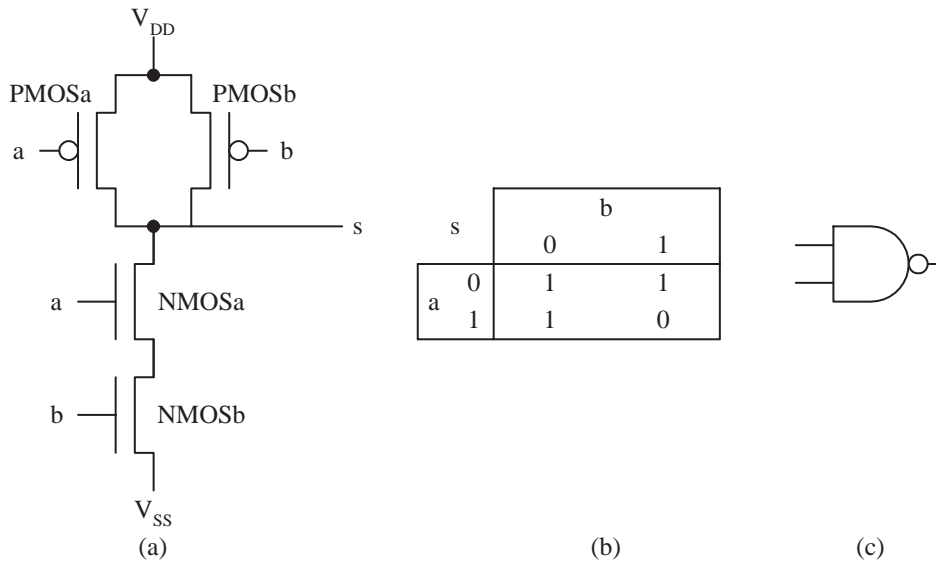 V_DD
PMOSa PMOSb
a b
s
a NMOSa
b NMOSb
V_SS
(a)
b
s
0 1
0 1 1
a
1 1 0
(b)
(c)